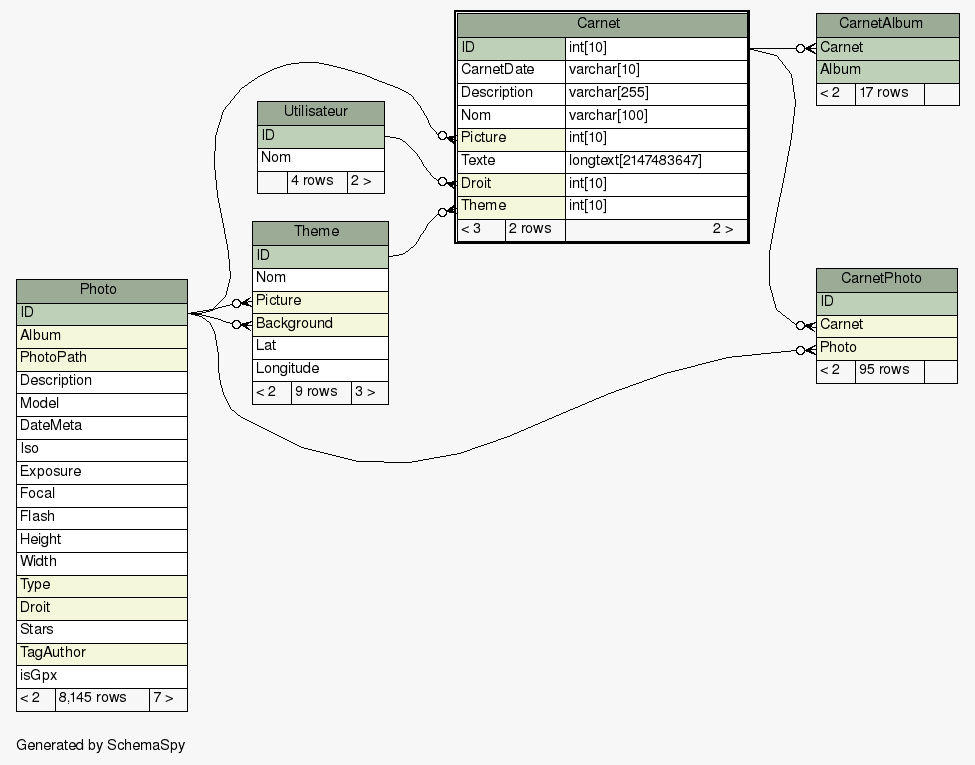 Carnet
ID int[10]
CarnetDate varchar[10]
Description varchar[255]
Nom varchar[100]
Picture int[10]
Texte longtext[2147483647]
Droit int[10]
Theme int[10]
< 3 2 rows 2 >
CarnetAlbum
Carnet
Album
< 2 17 rows
Utilisateur
ID
Nom
4 rows 2 >
Theme
ID
Nom
Picture
Background
Lat
Longitude
< 2 9 rows 3 >
CarnetPhoto
ID
Carnet
Photo
< 2 95 rows
Photo
ID
Album
PhotoPath
Description
Model
DateMeta
Iso
Exposure
Focal
Flash
Height
Width
Type
Droit
Stars
TagAuthor
isGpx
< 2 8,145 rows 7 >
Generated by SchemaSpy